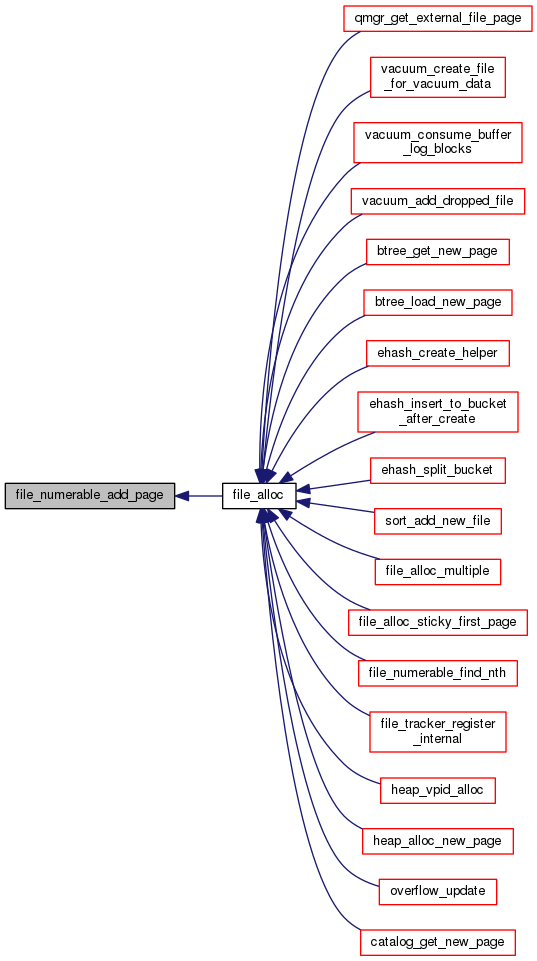 qmgr_get_external_file_page
vacuum_create_file
_for_vacuum_data
vacuum_consume_buffer
_log_blocks
vacuum_add_dropped_file
btree_get_new_page
btree_load_new_page
ehash_create_helper
ehash_insert_to_bucket
_after_create
ehash_split_bucket
file_numerable_add_page
file_alloc
sort_add_new_file
file_alloc_multiple
file_alloc_sticky_first_page
file_numerable_find_nth
file_tracker_register
_internal
heap_vpid_alloc
heap_alloc_new_page
overflow_update
catalog_get_new_page